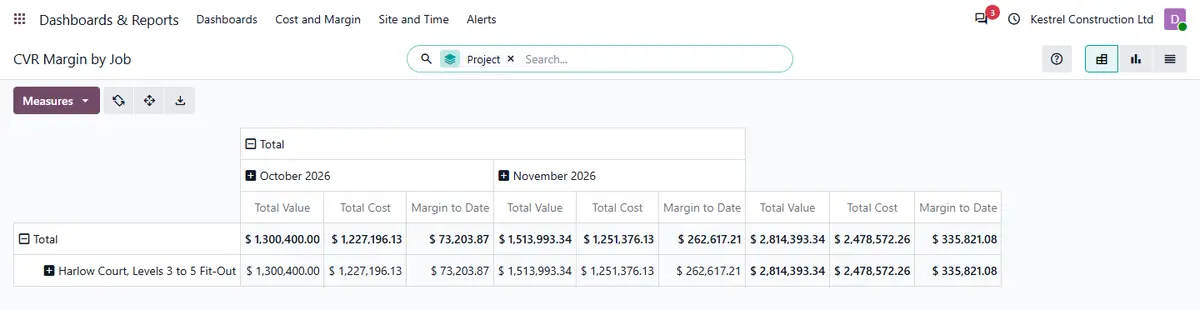 Dashboards & Reports Dashboards Cost and Margin Site and Time Alerts 3 Kestrel Construction Ltd D
CVR Margin by Job Project × Search...
Measures
Total
October 2026 November 2026
Total Value Total Cost Margin to Date Total Value Total Cost Margin to Date Total Value Total Cost Margin to Date
Total $ 1,300,400.00 $ 1,227,196.13 $ 73,203.87 $ 1,513,993.34 $ 1,251,376.13 $ 262,617.21 $ 2,814,393.34 $ 2,478,572.26 $ 335,821.08
Harlow Court, Levels 3 to 5 Fit-Out $ 1,300,400.00 $ 1,227,196.13 $ 73,203.87 $ 1,513,993.34 $ 1,251,376.13 $ 262,617.21 $ 2,814,393.34 $ 2,478,572.26 $ 335,821.08